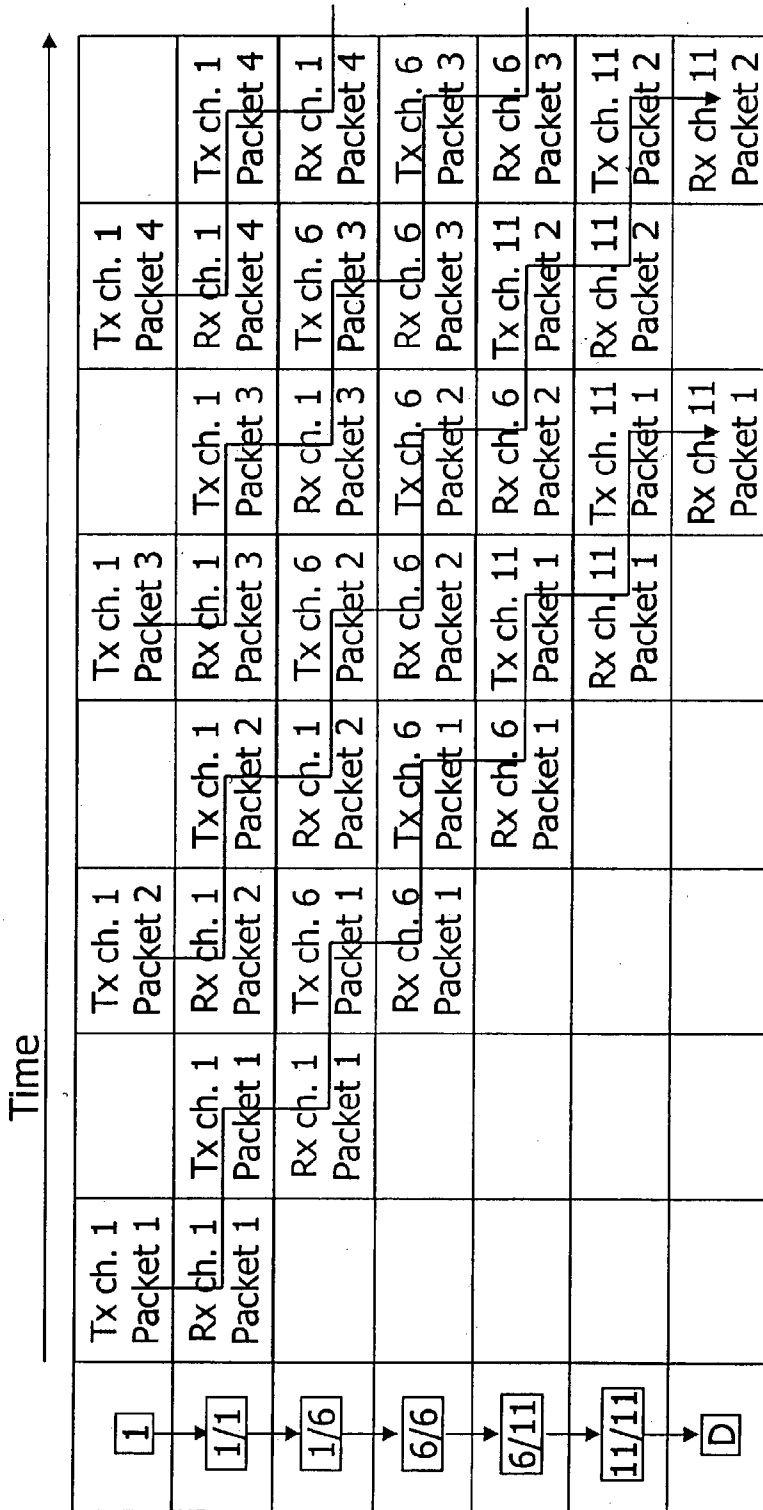 Time
1
Tx ch. 1
Packet 1
Tx ch. 1
Packet 2
Tx ch. 1
Packet 3
Tx ch. 1
Packet 4
1/1
Rx ch. 1
Packet 1
Tx ch. 1
Packet 1
Rx ch. 1
Packet 2
Tx ch. 1
Packet 2
Rx ch. 1
Packet 3
Tx ch. 1
Packet 3
Rx ch. 1
Packet 4
Tx ch. 1
Packet 4
1/6
Rx ch. 1
Packet 1
Tx ch. 6
Packet 1
Rx ch. 1
Packet 2
Tx ch. 6
Packet 2
Rx ch. 1
Packet 3
Tx ch. 6
Packet 3
Rx ch. 1
Packet 4
6/6
Rx ch. 6
Packet 1
Tx ch. 6
Packet 1
Rx ch. 6
Packet 2
Tx ch. 6
Packet 2
Rx ch. 6
Packet 3
Tx ch. 6
Packet 3
6/11
Rx ch. 6
Packet 1
Tx ch. 11
Packet 1
Rx ch. 6
Packet 2
Tx ch. 11
Packet 2
Rx ch. 6
Packet 3
11/11
Rx ch. 11
Packet 1
Tx ch. 11
Packet 1
Rx ch. 11
Packet 2
Tx ch. 11
Packet 2
D
Rx ch. 11
Packet 1
Rx ch. 11
Packet 2